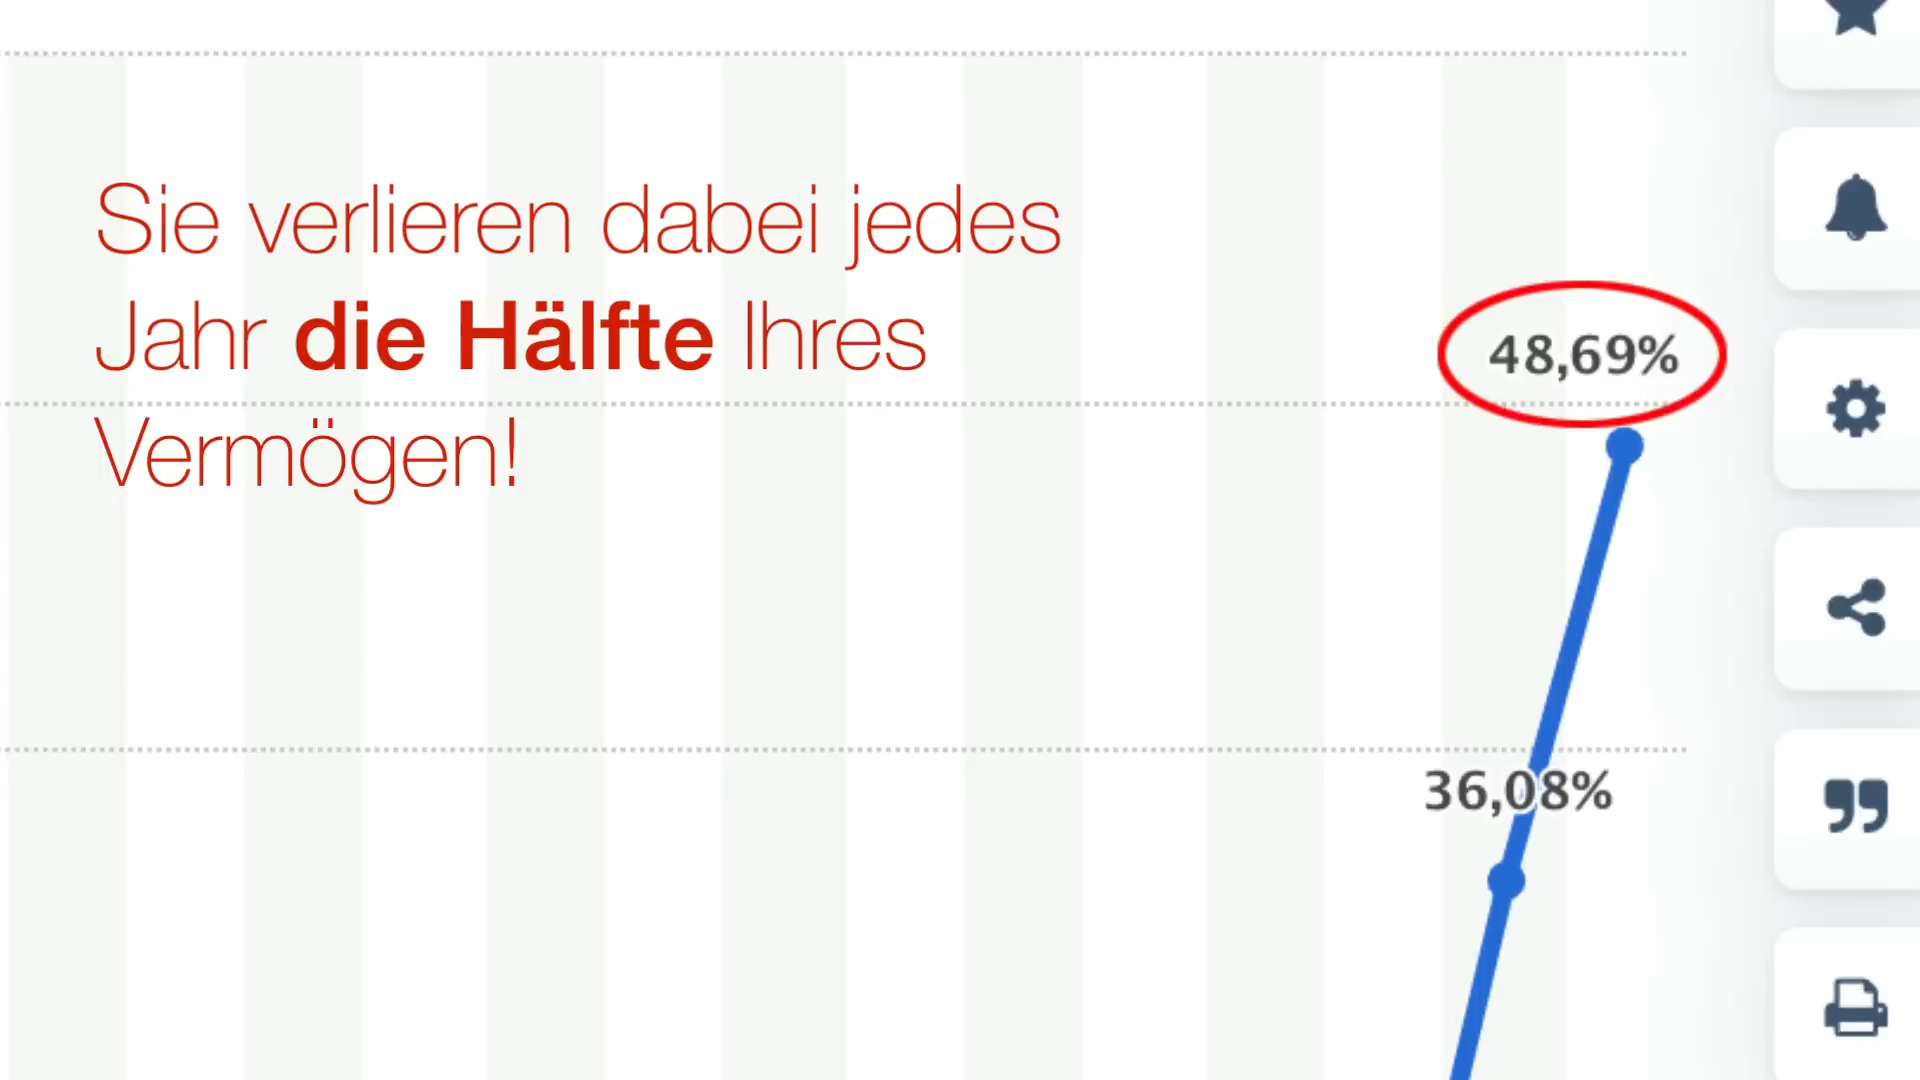 Sie verlieren dabei jedes
Jahr die Hälfte Ihres
Vermögen!
48,69%
36,08%